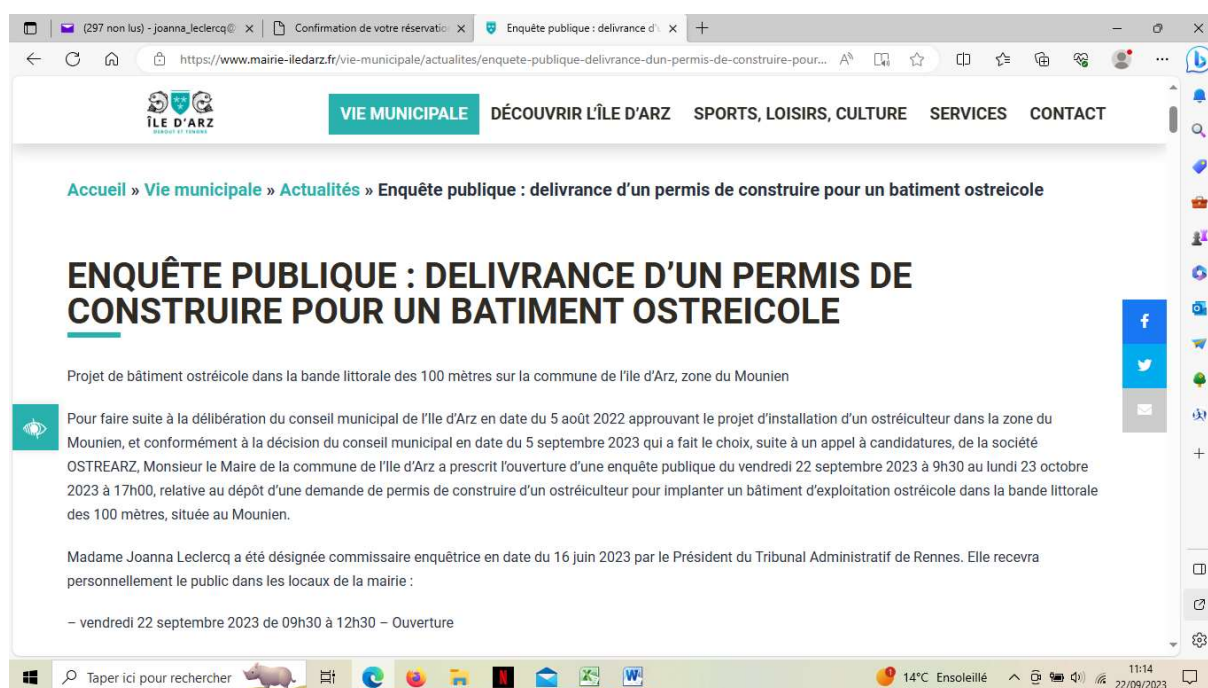 (297 non lus) - joanna_leclercq@
Confirmation de votre réservatio
Enquête publique : delivrance d'u
https://www.mairie-iledarz.fr/vie-municipale/actualites/enquete-publique-delivrance-dun-permis-de-construire-pour...
ÎLE D'ARZ
VIE MUNICIPALE DÉCOUVRIR L'ÎLE D'ARZ SPORTS, LOISIRS, CULTURE SERVICES CONTACT
Accueil » Vie municipale » Actualités » Enquête publique : delivrance d'un permis de construire pour un batiment ostreicole
ENQUÊTE PUBLIQUE : DELIVRANCE D'UN PERMIS DE
CONSTRUIRE POUR UN BATIMENT OSTREICOLE
Projet de bâtiment ostréicole dans la bande littorale des 100 mètres sur la commune de l'ile d'Arz, zone du Mounien
Pour faire suite à la délibération du conseil municipal de l'Ile d'Arz en date du 5 août 2022 approuvant le projet d'installation d'un ostréiculteur dans la zone du
Mounien, et conformément à la décision du conseil municipal en date du 5 septembre 2023 qui a fait le choix, suite à un appel à candidatures, de la société
OSTREARZ, Monsieur le Maire de la commune de l'Ile d'Arz a prescrit l'ouverture d'une enquête publique du vendredi 22 septembre 2023 à 9h30 au lundi 23 octobre
2023 à 17h00, relative au dépôt d'une demande de permis de construire d'un ostréiculteur pour implanter un bâtiment d'exploitation ostréicole dans la bande littorale
des 100 mètres, située au Mounien.
Madame Joanna Leclercq a été désignée commissaire enquêtrice en date du 16 juin 2023 par le Président du Tribunal Administratif de Rennes. Elle recevra
personnellement le public dans les locaux de la mairie :
– vendredi 22 septembre 2023 de 09h30 à 12h30 – Ouverture
Taper ici pour rechercher
14°C Ensoleillé
11:14
22/09/2023